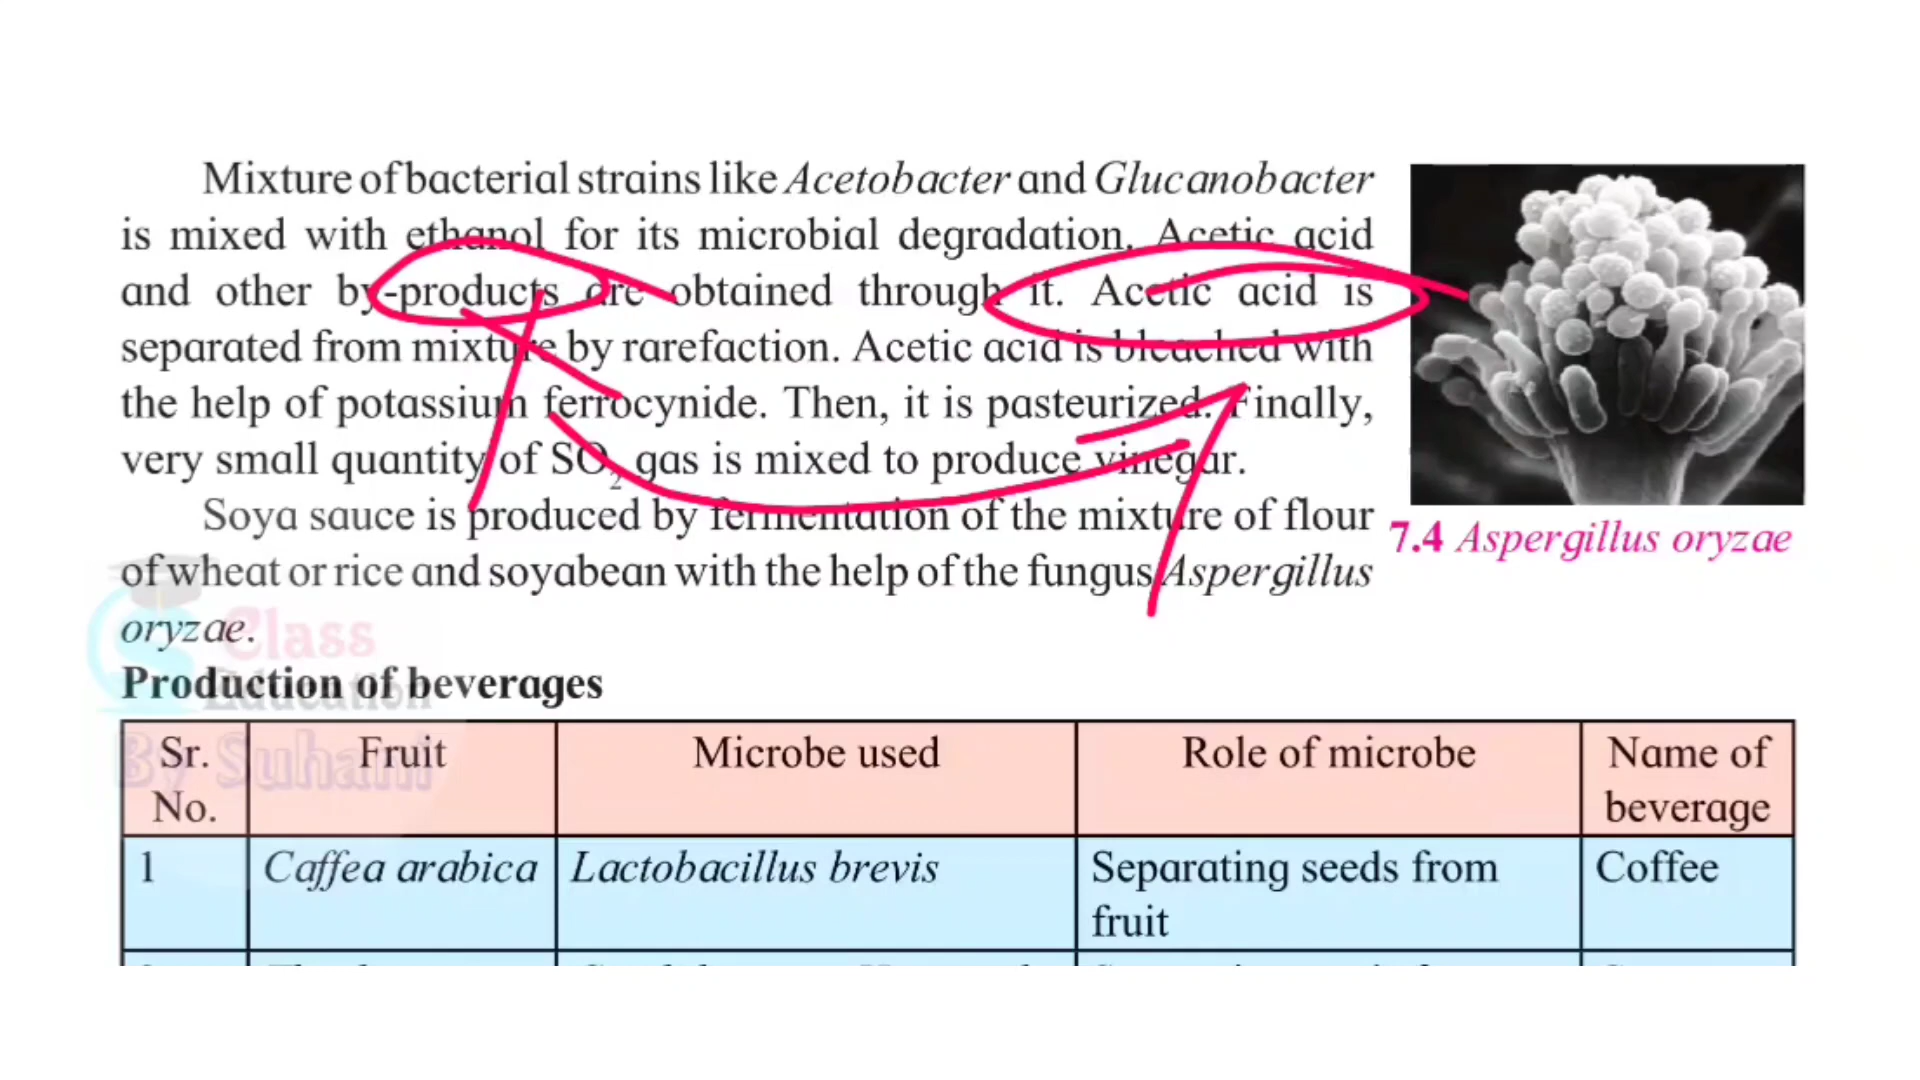 Mixture of bacterial strains like Acetobacter and Glucanobacter
is mixed with ethanol for its microbial degradation. Acetic acid
and other by-products are obtained through it. Acetic acid is
separated from mixture by rarefaction. Acetic acid is bleached with
the help of potassium ferrocynide. Then, it is pasteurized. Finally,
very small quantity of SO2 gas is mixed to produce vinegar.
Soya sauce is produced by fermentation of the mixture of flour
of wheat or rice and soyabean with the help of the fungus Aspergillus
oryzae.
7.4 Aspergillus oryzae
S Class
Education
By Suhani
Production of beverages
Sr. No. Fruit Microbe used Role of microbe Name of beverage
1 Caffea arabica Lactobacillus brevis Separating seeds from fruit Coffee